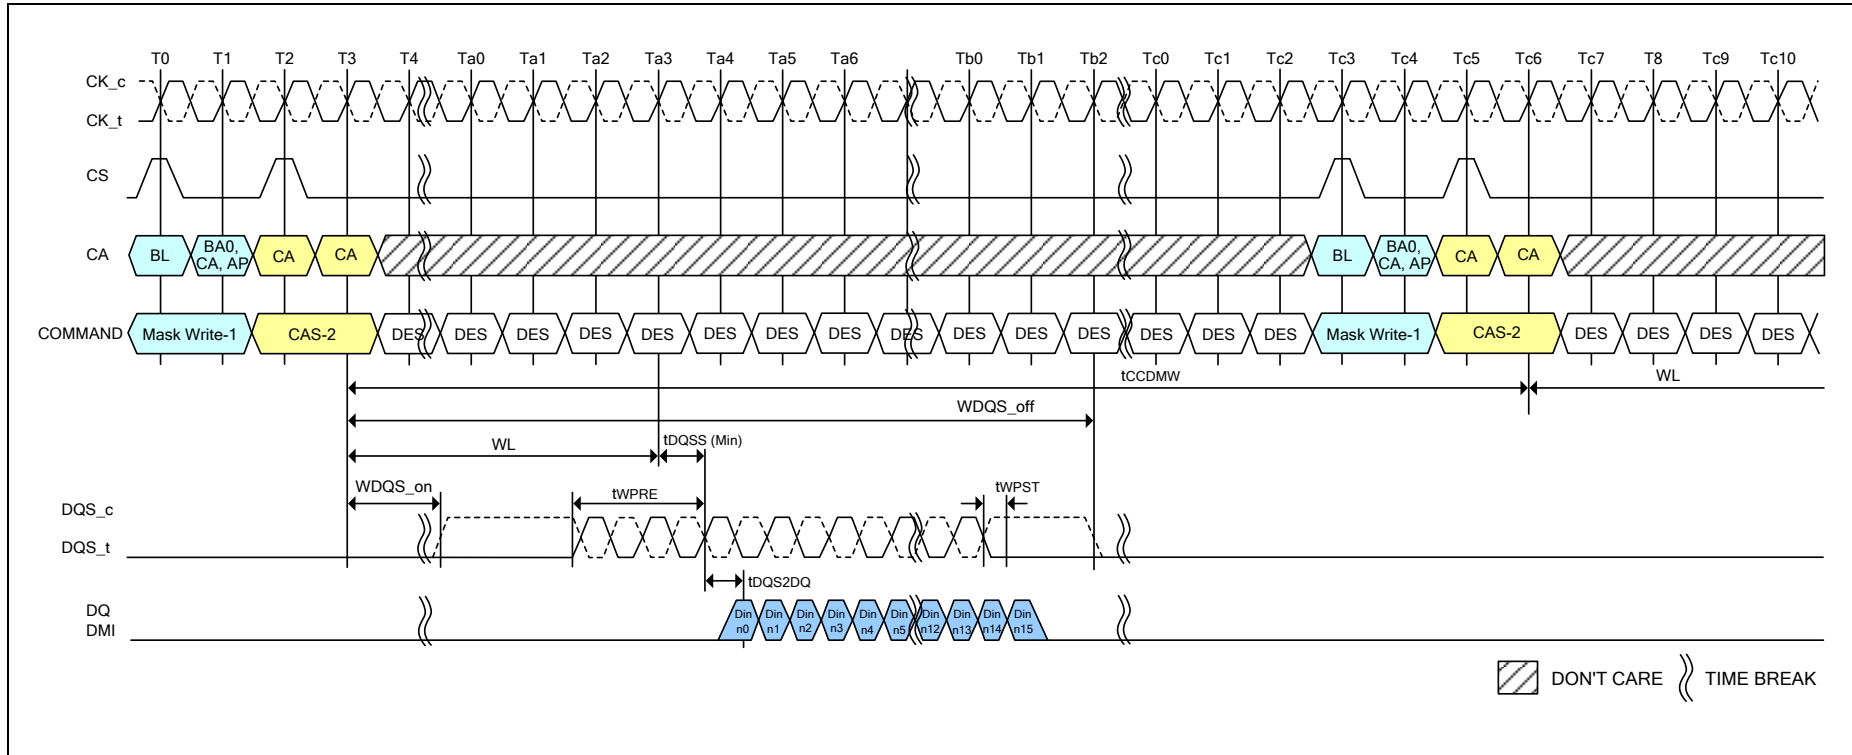 T0 T1 T2 T3 T4 Ta0 Ta1 Ta2 Ta3 Ta4 Ta5 Ta6 Tb0 Tb1 Tb2 Tc0 Tc1 Tc2 Tc3 Tc4 Tc5 Tc6 Tc7 T8 Tc9 Tc10
CK_c
CK_t
CS
CA BL BA0, CA, AP CA CA BL BA0, CA, AP CA CA
COMMAND Mask Write-1 CAS-2 DES DES DES DES DES DES DES DES DES DES DES DES DES DES DES Mask Write-1 CAS-2 DES DES DES DES
tCCDMW WL
WDQS_off
WL tDQSS (Min)
WDQS_on tWPRE tWPST
DQS_c
DQS_t
tDQS2DQ
DQ
DMI
Din n0 Din n1 Din n2 Din n3 Din n4 Din n5 Din n12 Din n13 Din n14 Din n15
DON'T CARE TIME BREAK